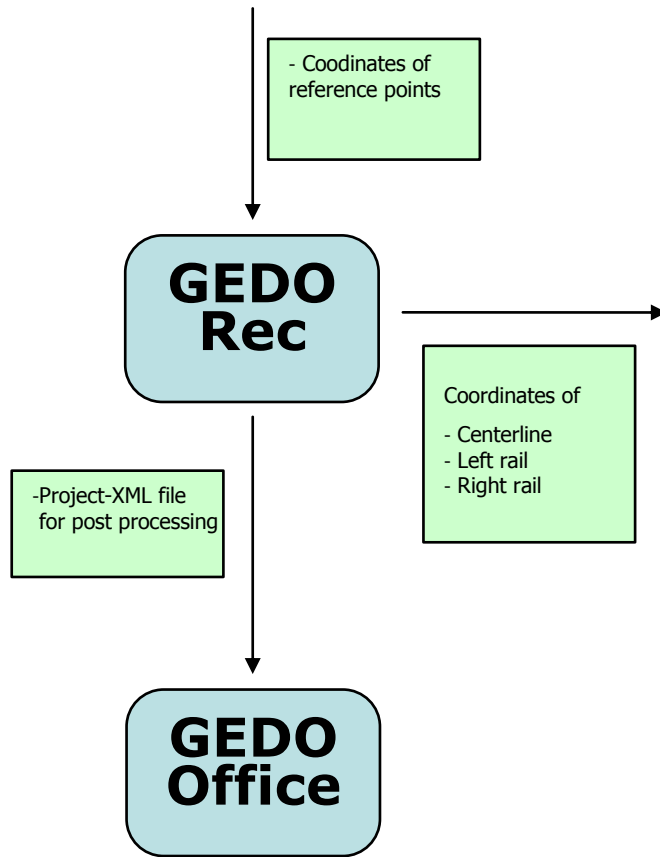 - Coodinates of
reference points
GEDO
Rec
Coordinates of
- Centerline
- Left rail
- Right rail
-Project-XML file
for post processing
GEDO
Office